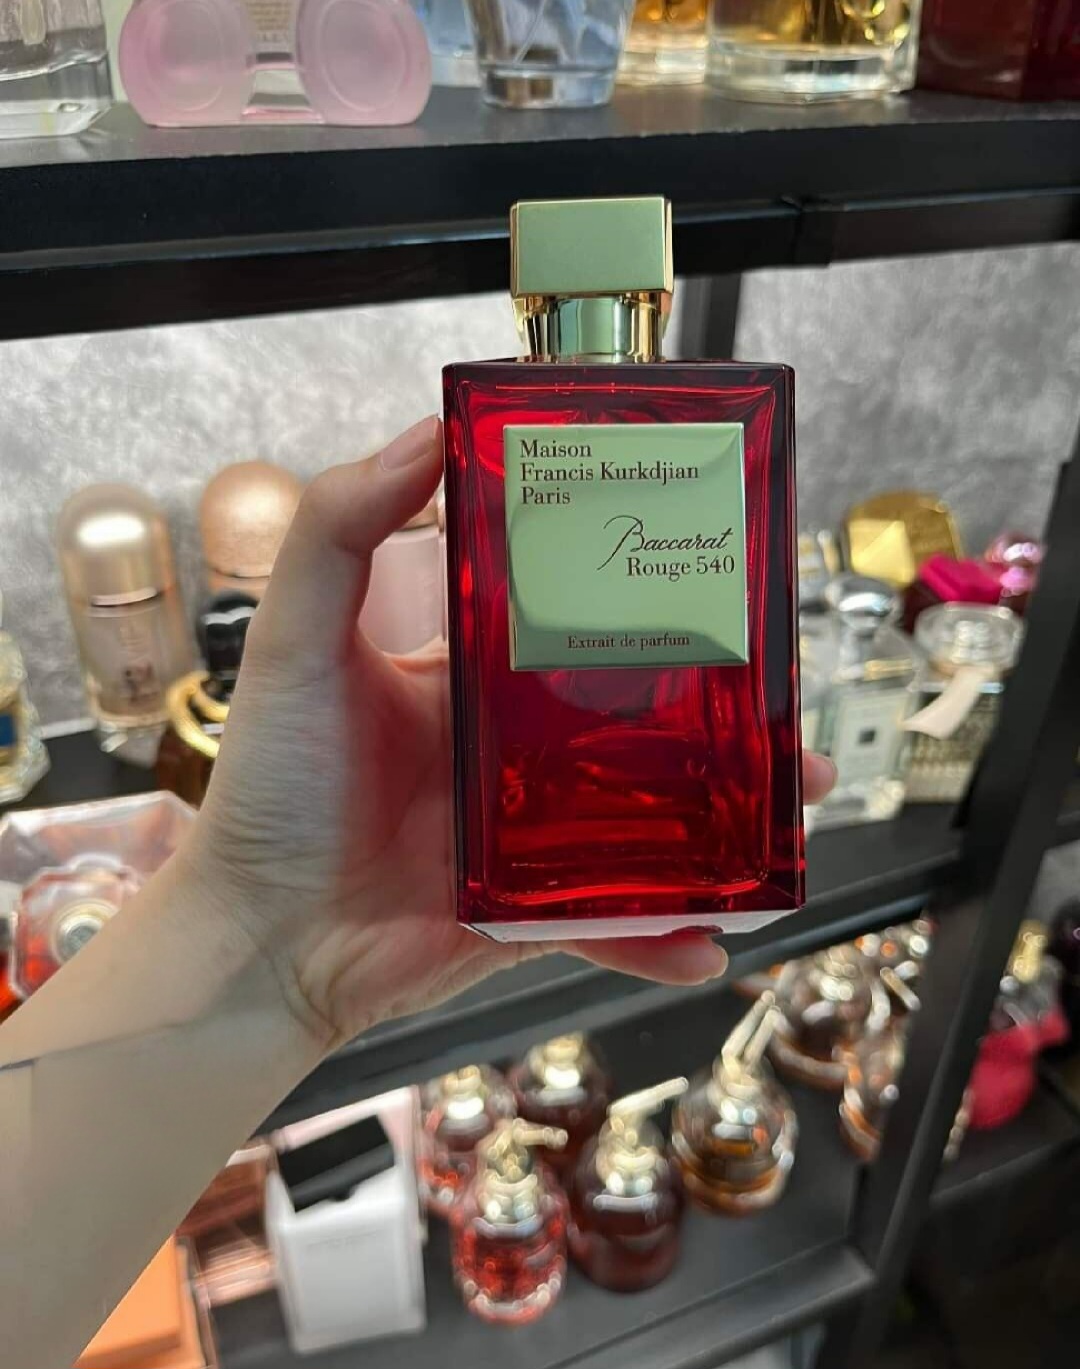 Maison
Francis Kurkdjian
Paris
Baccarat
Rouge 540
Extrait de parfum